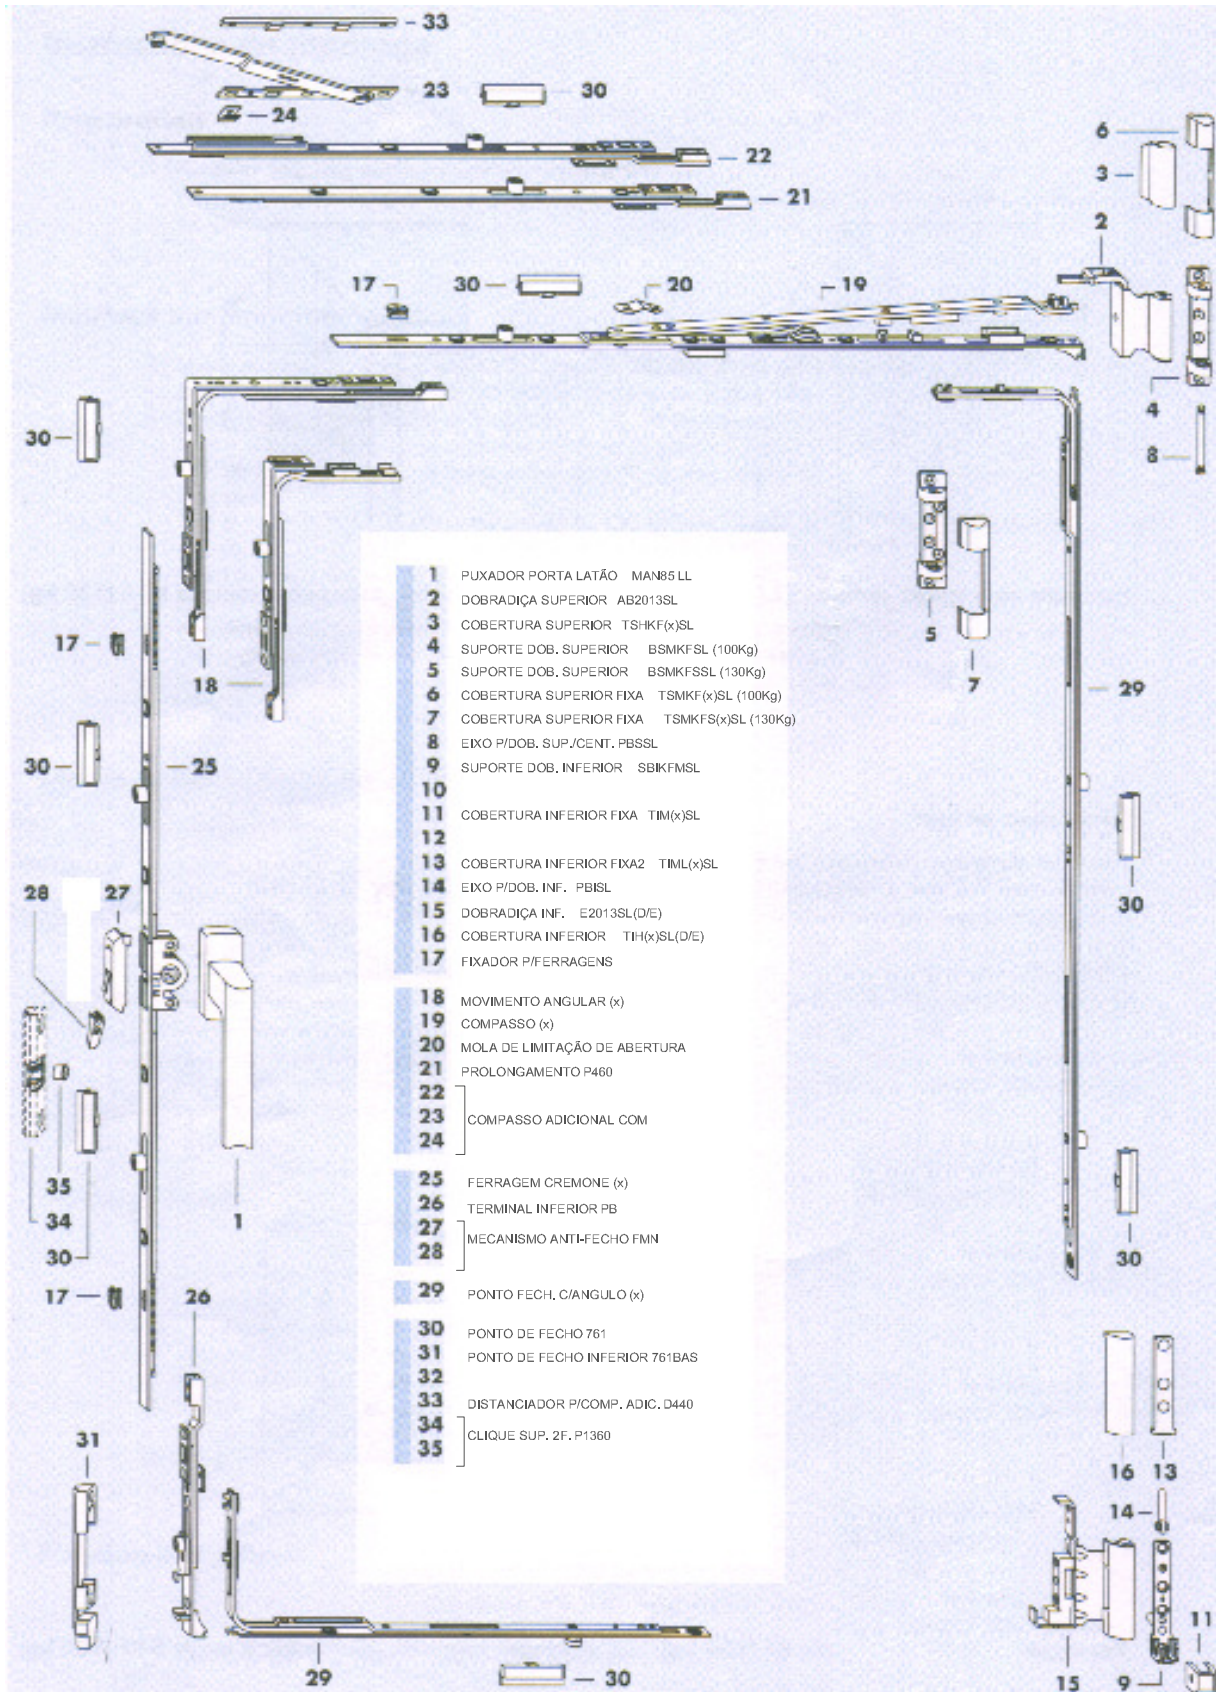 33
23
30
24
6
22
3
21
2
17
30
20
19
4
30
8
5
7
17
18
29
30
25
28
27
30
35
34
30
1
30
17
26
31
16
13
14
11
29
30
15
9
1 PUXADOR PORTA LATÃO MAN85 LL
2 DOBRADIÇA SUPERIOR AB2013SL
3 COBERTURA SUPERIOR TSHKF(x)SL
4 SUPORTE DOB. SUPERIOR BSMKFSL (100Kg)
5 SUPORTE DOB. SUPERIOR BSMKFSSL (130Kg)
6 COBERTURA SUPERIOR FIXA TSMKF(x)SL (100Kg)
7 COBERTURA SUPERIOR FIXA TSMKFS(x)SL (130Kg)
8 EIXO P/DOB. SUP./CENT. PBSSL
9 SUPORTE DOB. INFERIOR SBIKFMSL
10
11 COBERTURA INFERIOR FIXA TIM(x)SL
12
13 COBERTURA INFERIOR FIXA2 TIML(x)SL
14 EIXO P/DOB. INF. PBISL
15 DOBRADIÇA INF. E2013SL(D/E)
16 COBERTURA INFERIOR TIH(x)SL(D/E)
17 FIXADOR P/FERRAGENS
18 MOVIMENTO ANGULAR (x)
19 COMPASSO (x)
20 MOLA DE LIMITAÇÃO DE ABERTURA
21 PROLONGAMENTO P460
22
23 COMPASSO ADICIONAL COM
24
25 FERRAGEM CREMONE (x)
26 TERMINAL INFERIOR PB
27 MECANISMO ANTI-FECHO FMN
28
29 PONTO FECH. C/ANGULO (x)
30 PONTO DE FECHO 761
31 PONTO DE FECHO INFERIOR 761BAS
32
33 DISTANCIADOR P/COMP. ADIC. D440
34 CLIQUE SUP. 2F. P1360
35